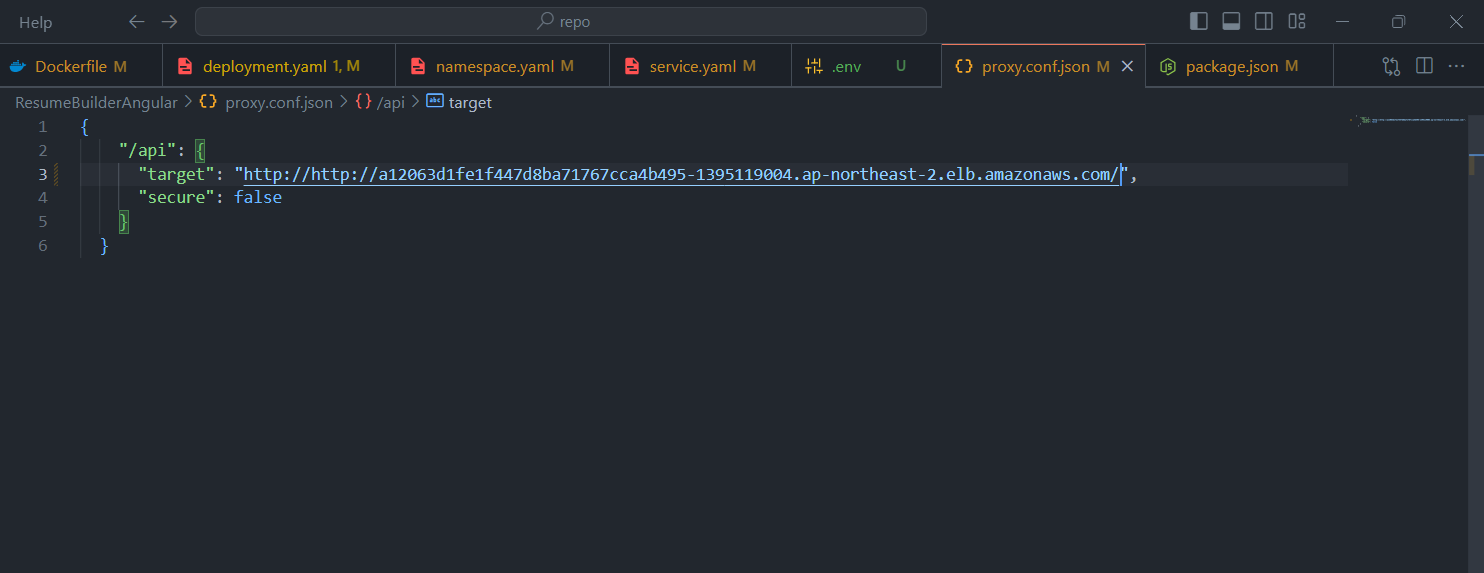 Help
repo
Dockerfile M
deployment.yaml 1, M
namespace.yaml M
service.yaml M
.env U
proxy.conf.json M
package.json M
ResumeBuilderAngular > proxy.conf.json > {} /api > abc target
1 {
2 "/api": {
3 "target": "http://http://a12063d1fe1f447d8ba71767cca4b495-1395119004.ap-northeast-2.elb.amazonaws.com/",
4 "secure": false
5 }
6 }